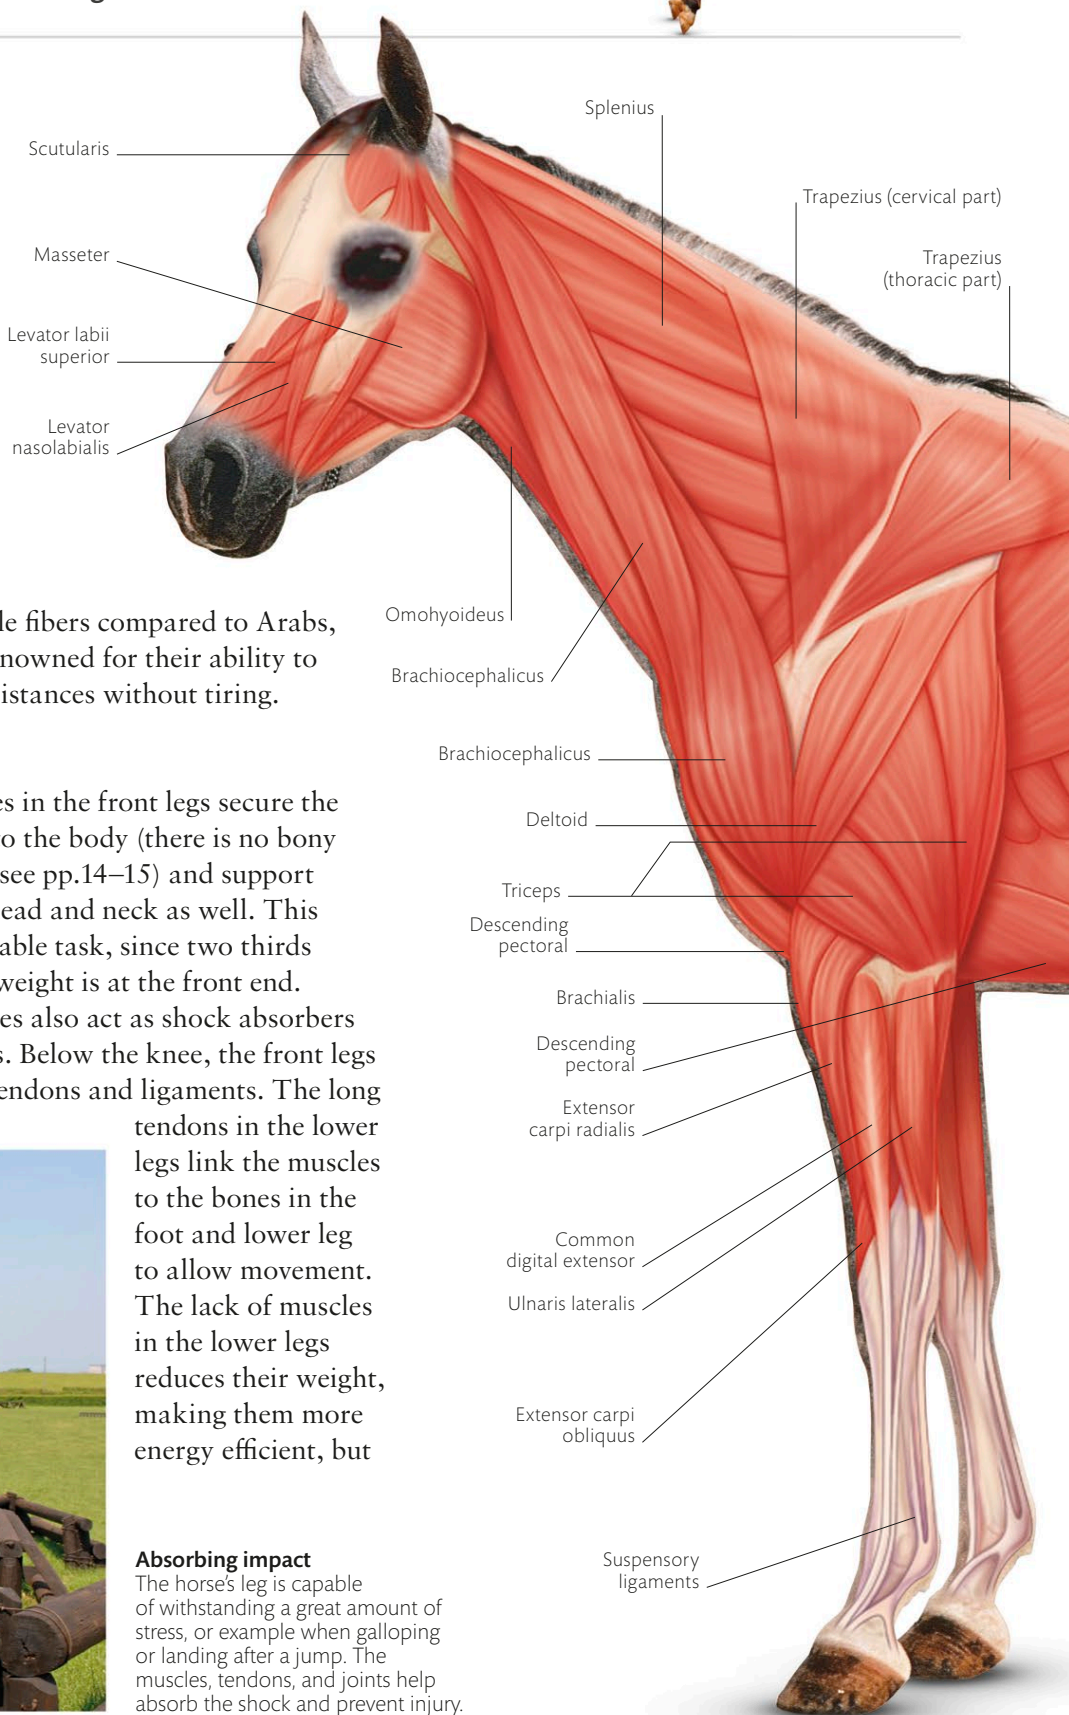 Scutularis
Splenius
Trapezius (cervical part)
Masseter
Trapezius
(thoracic part)
Levator labii
superior
Levator
nasolabialis
Omohyoideus
Brachiocephalicus
Brachiocephalicus
Deltoid
Triceps
Descending
pectoral
Brachialis
Descending
pectoral
Extensor
carpi radialis
Common
digital extensor
Ulnaris lateralis
Extensor carpi
obliquus
Suspensory
ligaments
fibers compared to Arabs,
for their ability to
without tiring.
in the front legs secure the
the body (there is no bony
see pp.14–15) and support
and neck as well. This
task, since two thirds
weight is at the front end.
also act as shock absorbers
Below the knee, the front legs
tendons and ligaments. The long
tendons in the lower
legs link the muscles
to the bones in the
foot and lower leg
to allow movement.
The lack of muscles
in the lower legs
reduces their weight,
making them more
energy efficient, but
Absorbing impact
The horse's leg is capable
of withstanding a great amount of
stress, or example when galloping
or landing after a jump. The
muscles, tendons, and joints help
absorb the shock and prevent injury.